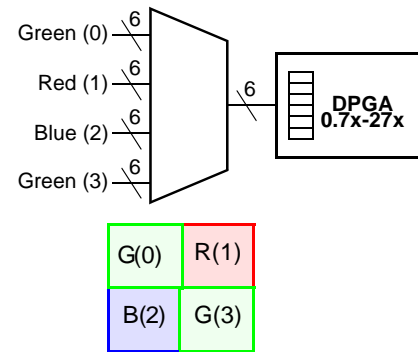 Green (0) 6
Red (1) 6
Blue (2) 6
Green (3) 6
6
DPGA
0.7x-27x
G(0) R(1)
B(2) G(3)